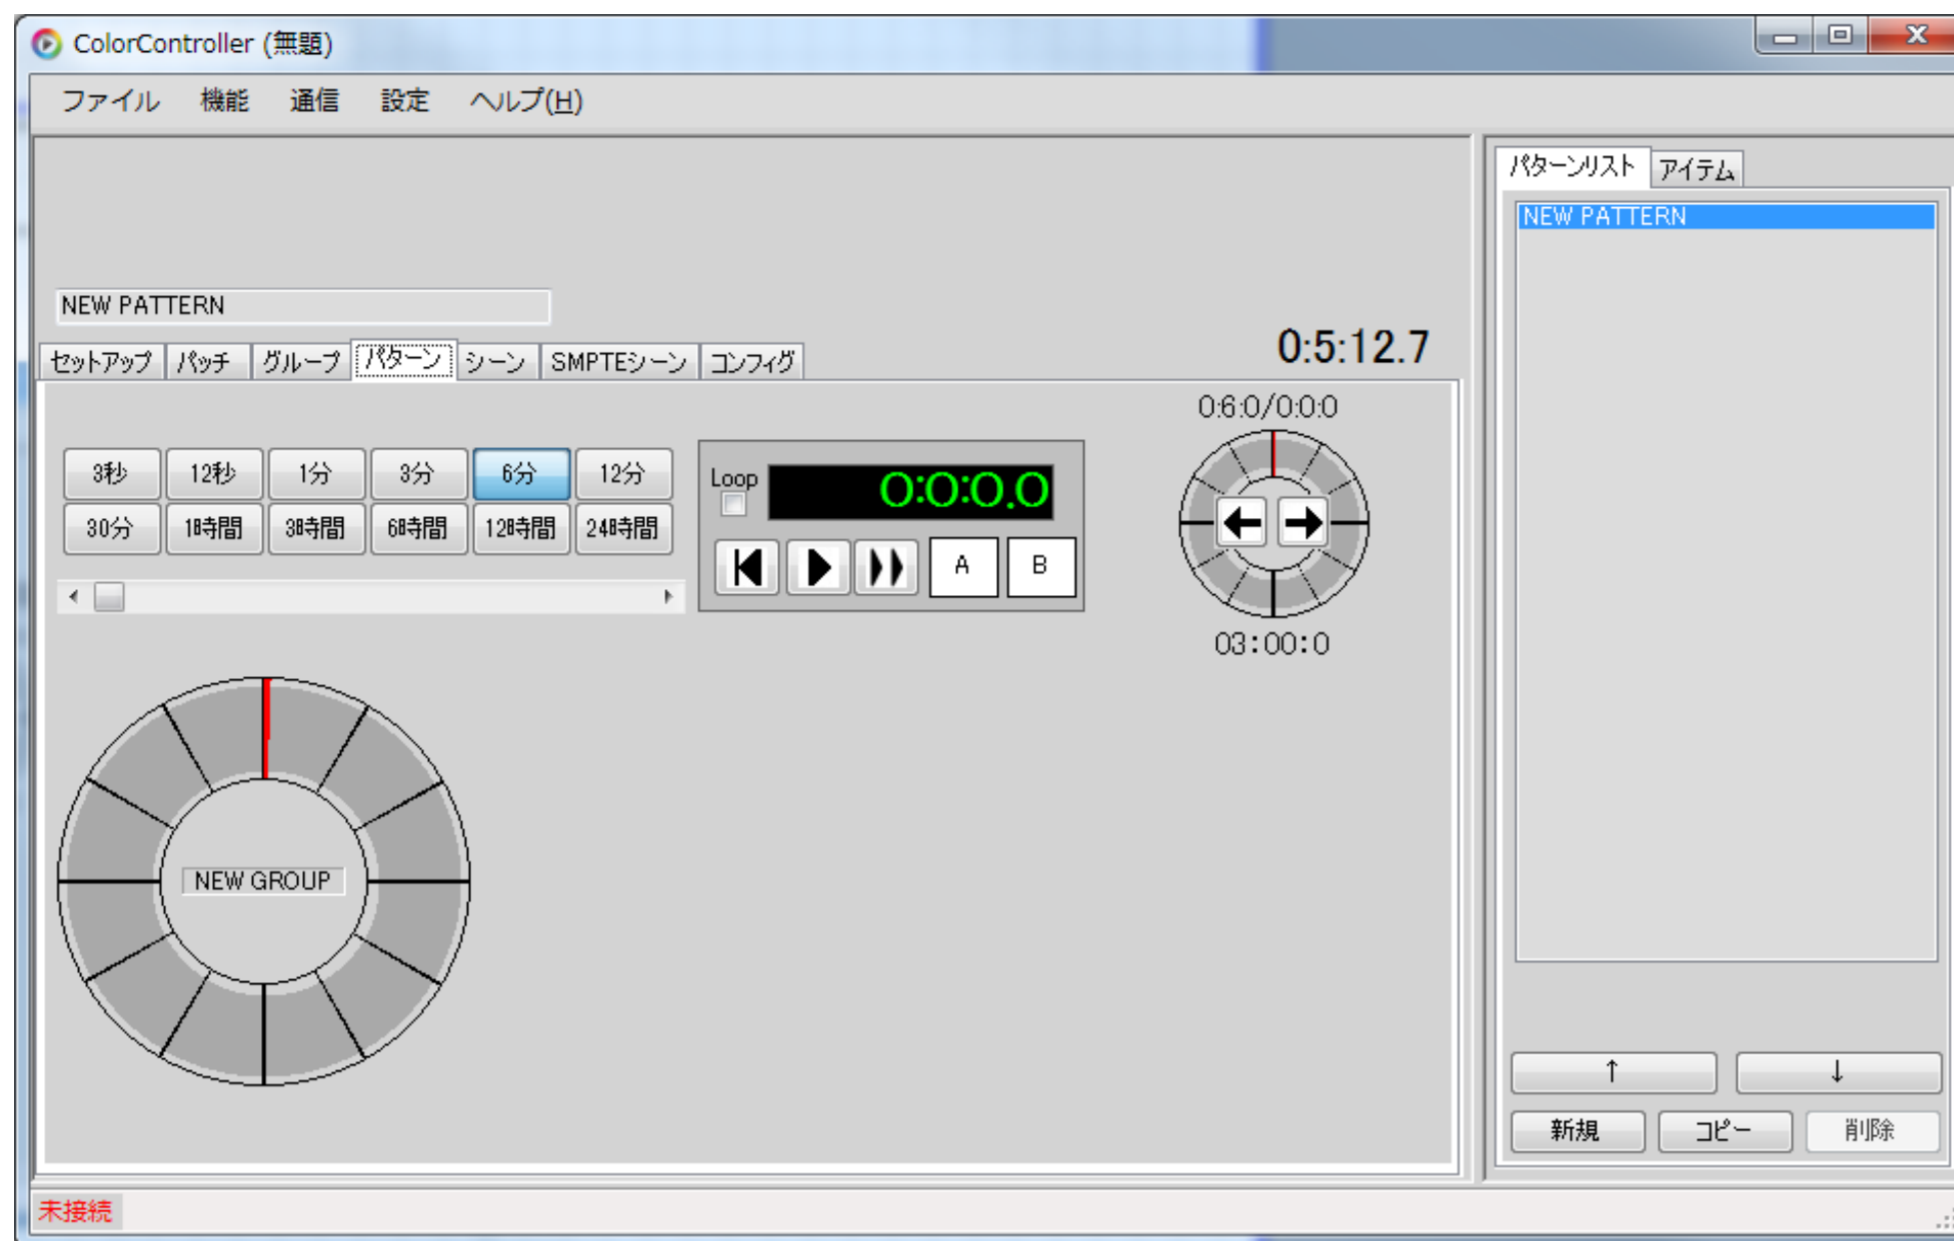 ColorController (無題)
ファイル 機能 通信 設定 ヘルプ(H)
NEW PATTERN
0:5:12.7
セットアップ パッチ グループ パターン シーン SMPTEシーン コンフィグ
0:6:0/0:0:0
3秒 12秒 1分 3分 6分 12分
30分 1時間 3時間 6時間 12時間 24時間
Loop 0:0:0.0
A B
03:00:0
NEW GROUP
パターンリスト アイテム
NEW PATTERN
↑ ↓
新規 コピー 削除
未接続